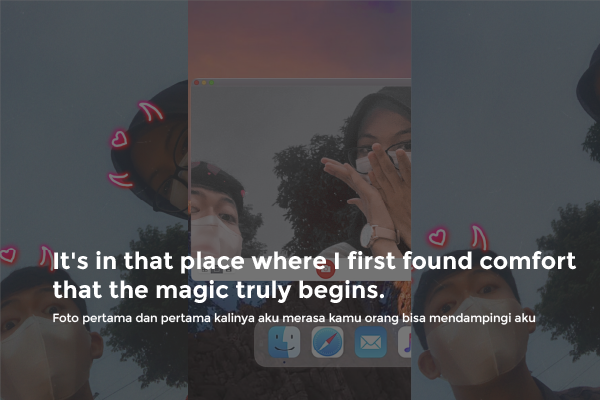 It's in that place where I first found comfort
that the magic truly begins.
Foto pertama dan pertama kalinya aku merasa kamu orang bisa mendampingi aku